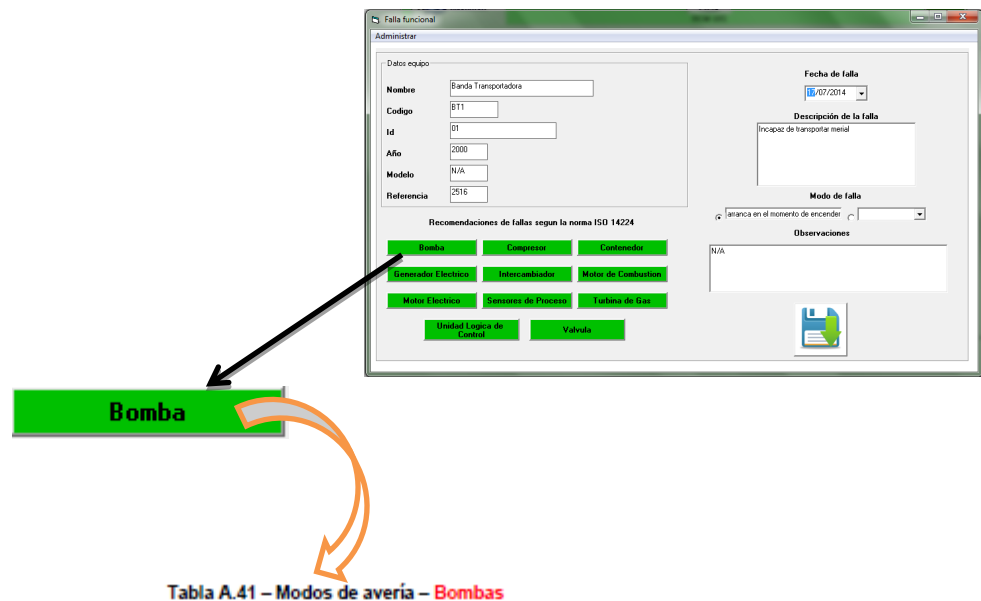 Falla funcional
Administrar
Datos equipo
Nombre
Banda Transportadora
Codigo
BT1
Id
01
Año
2000
Modelo
N/A
Referencia
2516
Recomendaciones de fallas segun la norma ISO 14224
Bomba
Compresor
Contenedor
Generador Electrico
Intercambiador
Motor de Combustion
Motor Electrico
Sensores de Proceso
Turbina de Gas
Unidad Logica de
Control
Valvula
Fecha de falla
17/07/2014
Descripción de la falla
Incapaz de transportar merial
Modo de falla
arranca en el momento de encender
Observaciones
N/A
Bomba
Tabla A.41 – Modos de avería – Bombas